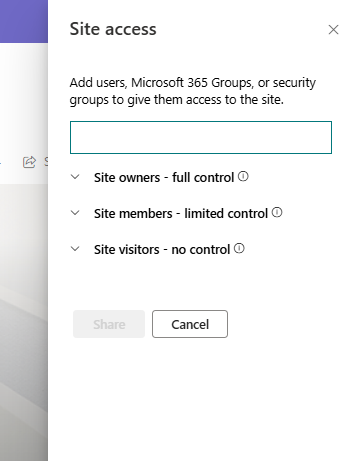 Site access
Add users, Microsoft 365 Groups, or security
groups to give them access to the site.
Site owners - full control
Site members - limited control
Site visitors - no control
Share
Cancel